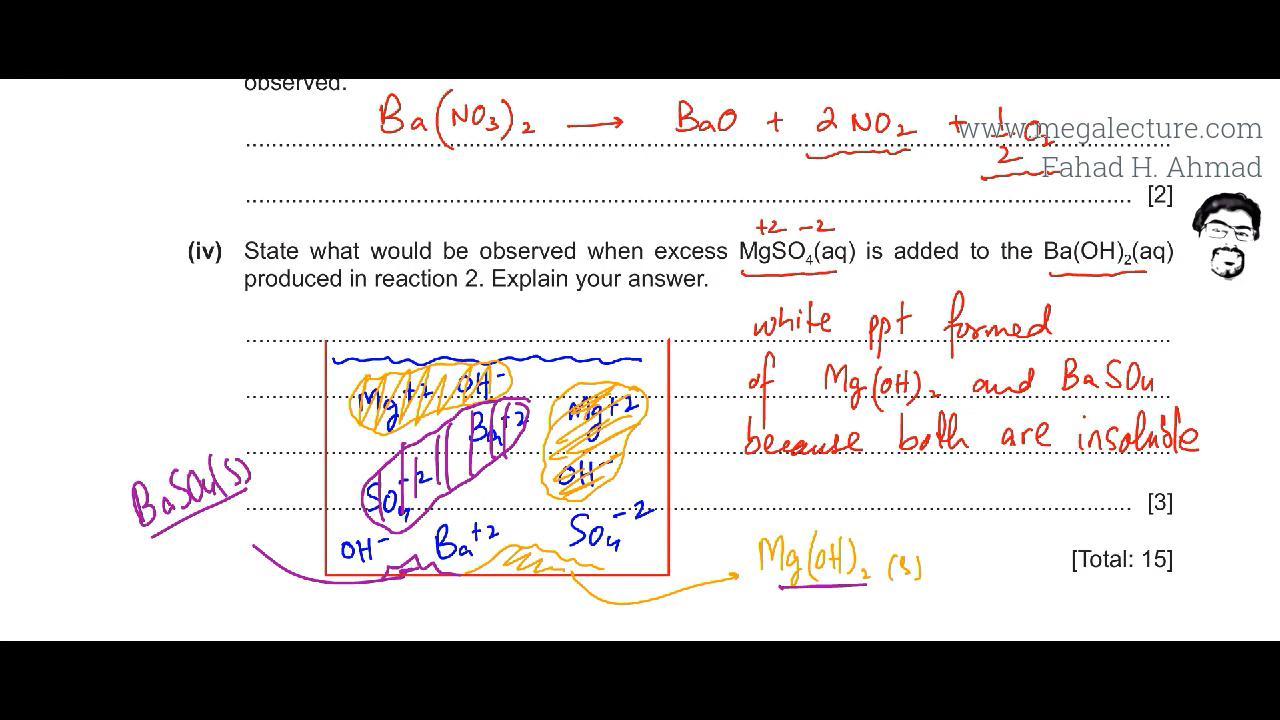 observed.
Ba(NO₃)₂ → BaO + 2NO₂ + ½O₂
www.megalecture.com
Fahad H. Ahmad
[2]
+2 -2
(iv) State what would be observed when excess MgSO₄(aq) is added to the Ba(OH)₂(aq)
produced in reaction 2. Explain your answer.
white ppt formed
of Mg(OH)₂ and BaSO₄
because both are insoluble
Mg+2 OH-
Mg+2
Ba+2
OH-
SO₄-2
BaSO₄(s)
[3]
OH- Ba+2 SO₄-2
Mg(OH)₂ (s)
[Total: 15]